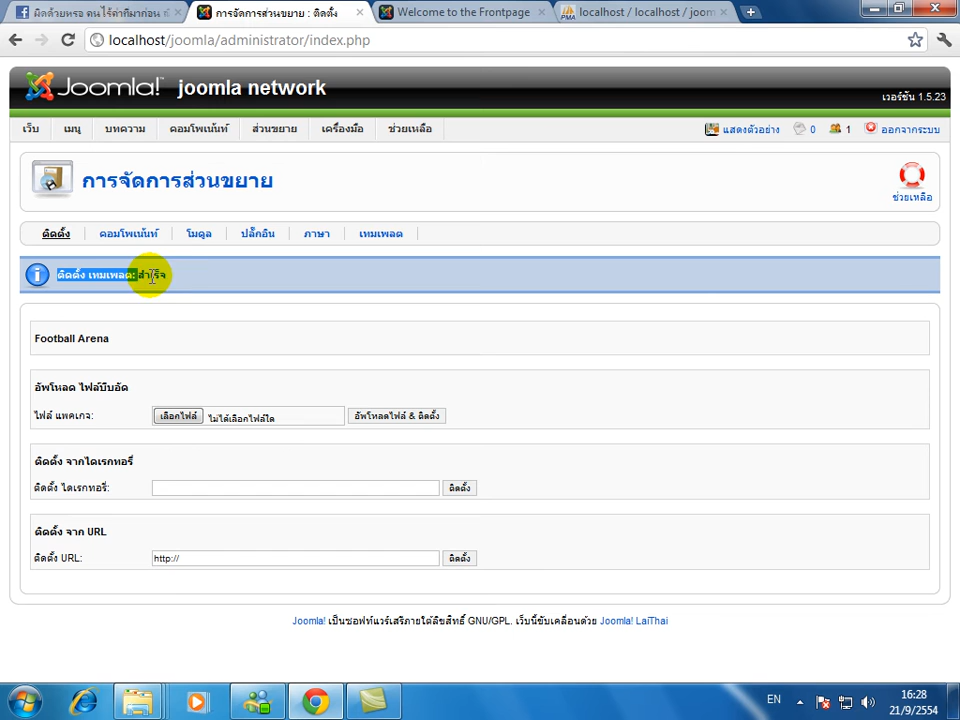 มิตด้วยหรอ ตนไร้ค่าที่มาก่อน
การจัดการส่วนขยาย : ติดตั้ง
Welcome to the Frontpage
localhost / localhost / joom
localhost/joomla/administrator/index.php
Joomla! joomla network
เวอร์ชัน 1.5.23
เว็บ เมนู บทความ คอมโพเน้นท์ ส่วนขยาย เครื่องมือ ช่วยเหลือ แสดงตัวอย่าง 0 1 ออกจากระบบ
การจัดการส่วนขยาย
ช่วยเหลือ
ติดตั้ง คอมโพเน้นท์ โมดูล ปลั๊กอิน ภาษา เทมเพลต
ติดตั้ง เทมเพลต: สำเร็จ
Football Arena
อัพโหลด ไฟล์บีบอัด
ไฟล์ แพคเกจ: เลือกไฟล์ ไม่ได้เลือกไฟล์ใด อัพโหลดไฟล์ & ติดตั้ง
ติดตั้ง จากไดเรกทอรี่
ติดตั้ง ไดเรกทอรี่: ติดตั้ง
ติดตั้ง จาก URL
ติดตั้ง URL: http:// ติดตั้ง
Joomla! เป็นซอฟท์แวร์เสรีภายใต้ลิขสิทธิ์ GNU/GPL. เว็บนี้ขับเคลื่อนด้วย Joomla! LaiThai
EN
16:28
21/9/2554